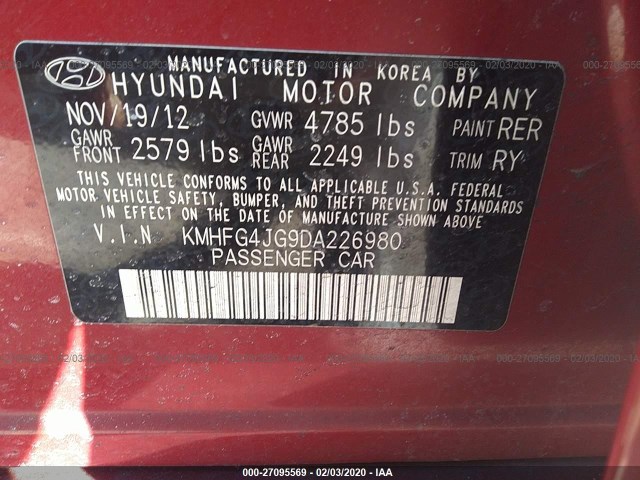 MANUFACTURED IN KOREA BY
HYUNDAI MOTOR COMPANY
NOV/19/12 GVWR 4785 lbs PAINT RER
GAWR FRONT 2579 lbs GAWR REAR 2249 lbs TRIM RY
THIS VEHICLE CONFORMS TO ALL APPLICABLE U.S.A. FEDERAL
MOTOR VEHICLE SAFETY, BUMPER, AND THEFT PREVENTION STANDARDS
IN EFFECT ON THE DATE OF MANUFACTURE SHOWN ABOVE.
V.I.N KMHFG4JG9DA226980
PASSENGER CAR
000-27095569 - 02/03/2020 - IAA